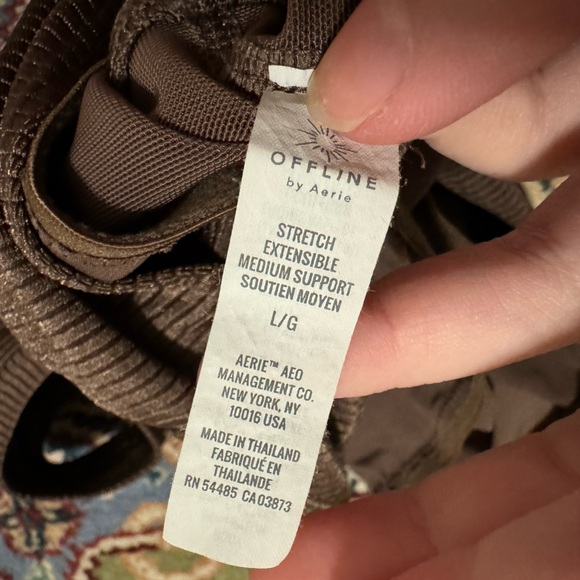 OFFLINE
by Aerie
STRETCH
EXTENSIBLE
MEDIUM SUPPORT
SOUTIEN MOYEN
L/G
AERIE™ AEO
MANAGEMENT CO.
NEW YORK, NY
10016 USA
MADE IN THAILAND
FABRIQUÉ EN
THAILANDE
RN 54485 CA 03873